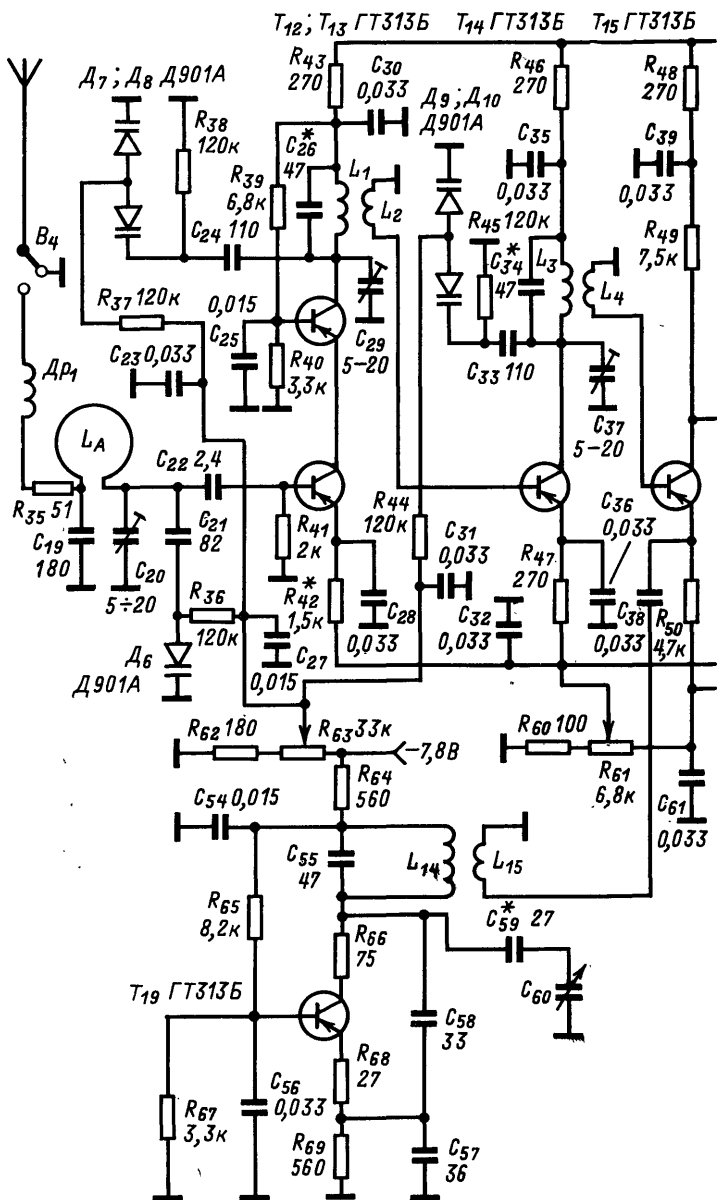 T12; T13 ГТ313Б
T14 ГТ313Б
T15 ГТ313Б
Д7; Д8 Д901А
R43
270
C30
0,033
R46
270
R48
270
R38
120к
C26*
47
Д9; Д10
Д901А
C35
0,033
C39
0,033
R39
6,8к
L1
L2
R45 120к
R49
7,5к
C24 110
C34*
47
L3
L4
B4
R37 120к
0,015
C25
C29
5–20
C33 110
C23 0,033
R40
3,3к
C37
5–20
Др1
LA
C22 2,4
R44
120к
C36
0,033
R35 51
C19
180
C20
5÷20
C21
82
R41
2к
C31
0,033
R47
270
R36
120к
R42*
1,5к
C28
0,033
C32
0,033
C38
0,033
R50
4,7к
Д6
Д901А
C27
0,015
R62 180
R63 33к
–7,8В
R60 100
R61
6,8к
R64
560
C61
0,033
C54 0,015
C55
47
L14
L15
R65
8,2к
C59* 27
R66
75
C60
T19 ГТ313Б
C58
33
R68
27
C56
0,033
R67
3,3к
R69
560
C57
36